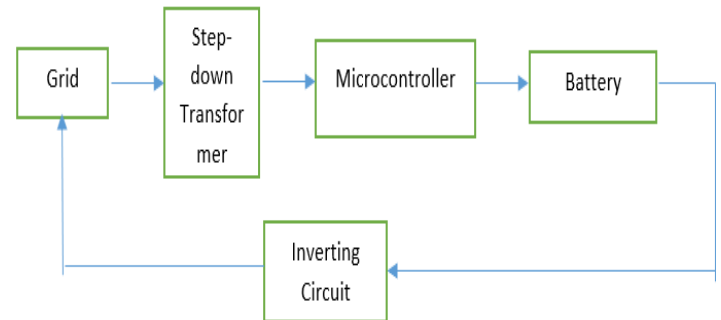 Grid
Step-
down
Transfor
mer
Microcontroller
Battery
Inverting
Circuit